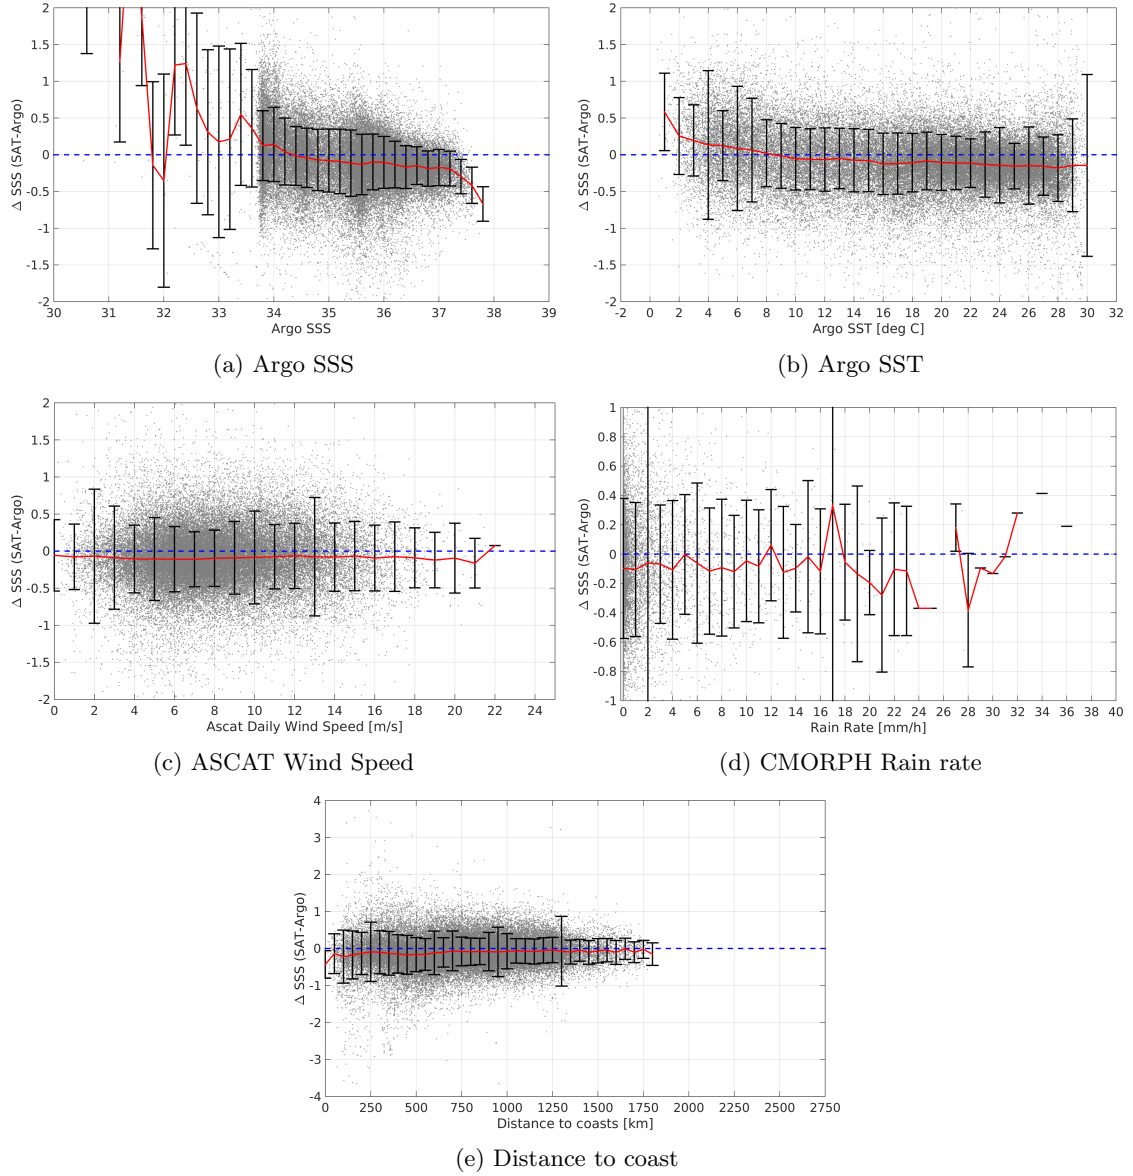 2
1.5
1
0.5
0
-0.5
-1
-1.5
-2
Δ SSS (SAT-Argo)
30 31 32 33 34 35 36 37 38 39
Argo SSS
(a) Argo SSS
2
1.5
1
0.5
0
-0.5
-1
-1.5
-2
Δ SSS (SAT-Argo)
-2 0 2 4 6 8 10 12 14 16 18 20 22 24 26 28 30 32
Argo SST [deg C]
(b) Argo SST
2
1.5
1
0.5
0
-0.5
-1
-1.5
-2
Δ SSS (SAT-Argo)
0 2 4 6 8 10 12 14 16 18 20 22 24
Ascat Daily Wind Speed [m/s]
(c) ASCAT Wind Speed
1
0.8
0.6
0.4
0.2
0
-0.2
-0.4
-0.6
-0.8
-1
Δ SSS (SAT-Argo)
0 2 4 6 8 10 12 14 16 18 20 22 24 26 28 30 32 34 36 38 40
Rain Rate [mm/h]
(d) CMORPH Rain rate
4
3
2
1
0
-1
-2
-3
-4
Δ SSS (SAT-Argo)
0 250 500 750 1000 1250 1500 1750 2000 2250 2500 2750
Distance to coasts [km]
(e) Distance to coast